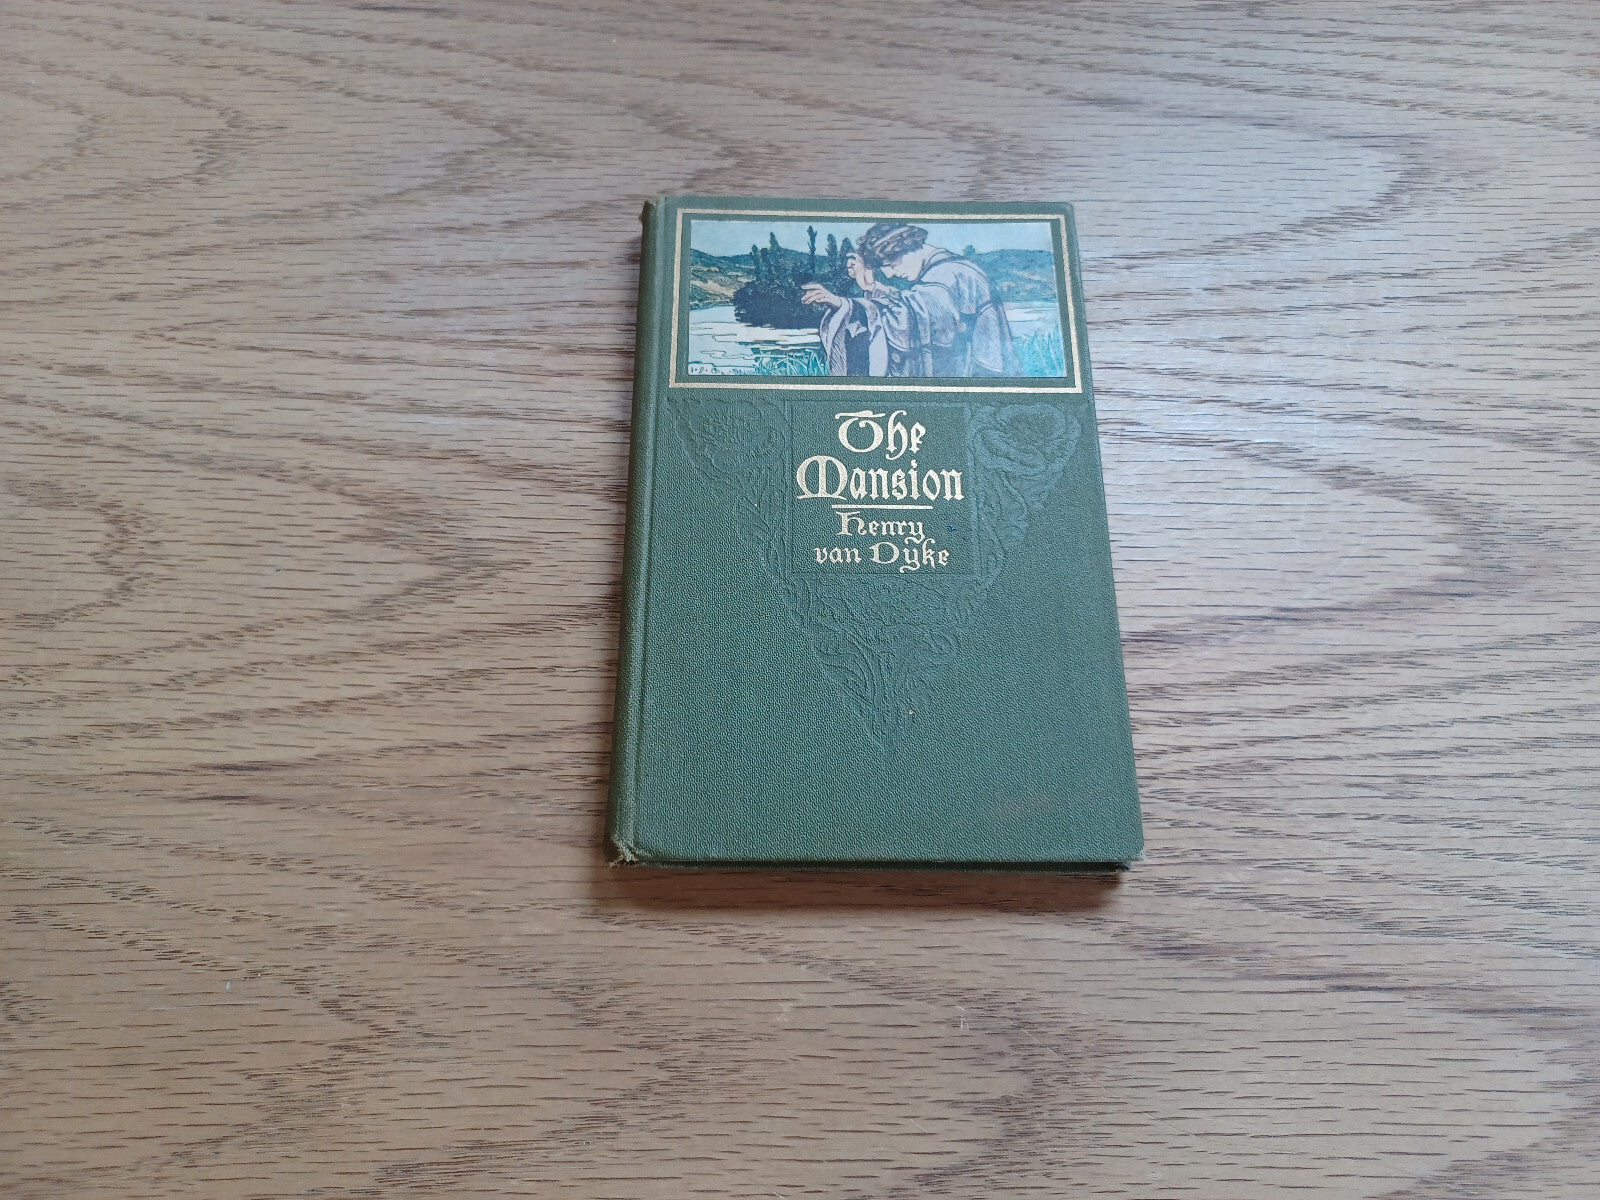 The
Mansion
Henry
van Dyke